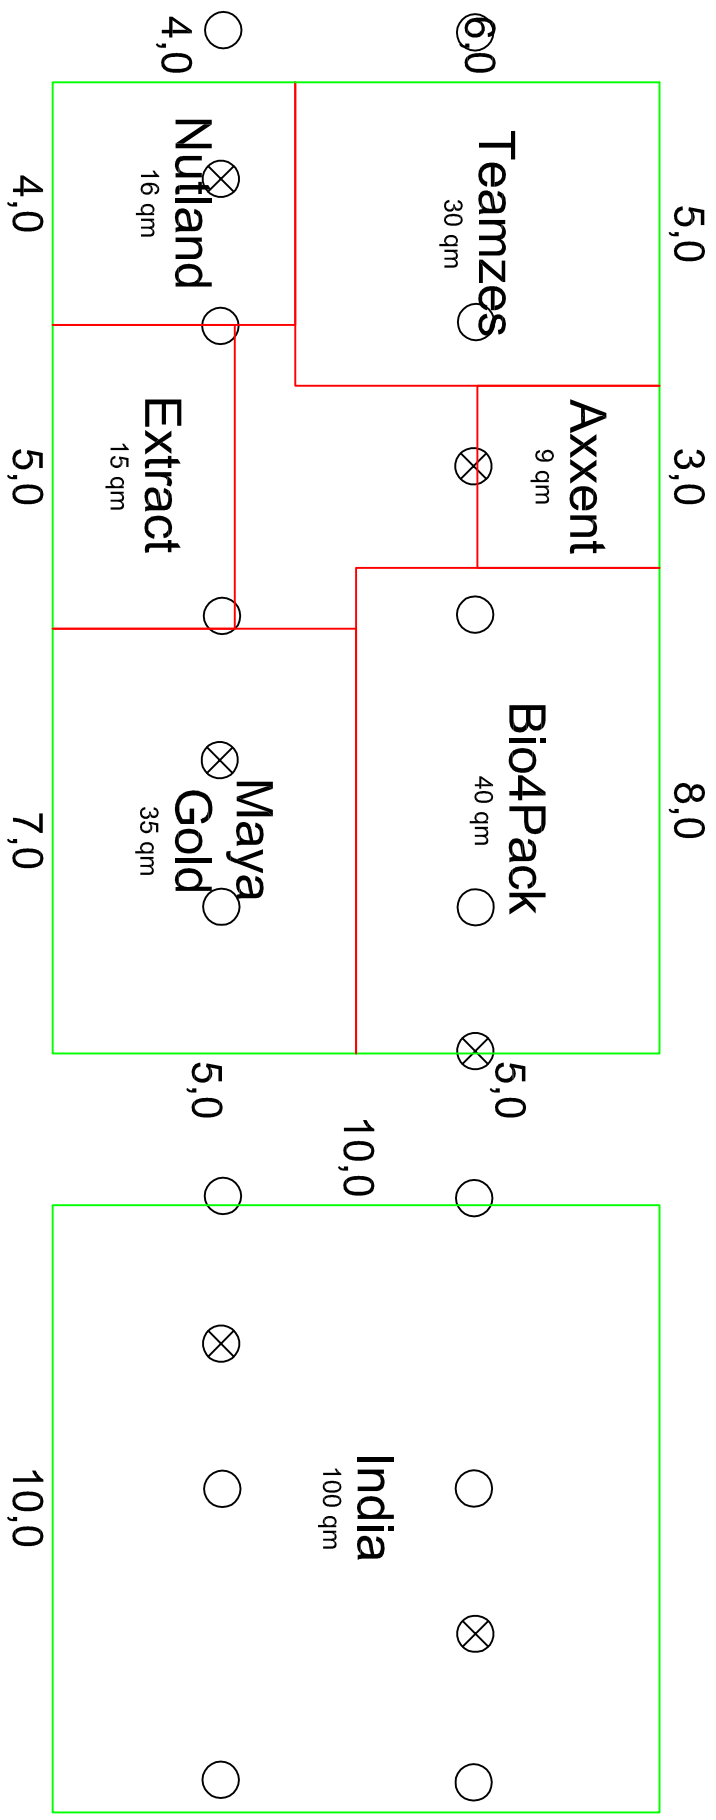 5,0
3,0
8,0
6,0
Teamzes
30 qm
Axxent
9 qm
Bio4Pack
40 qm
5,0
4,0
Nutland
16 qm
Extract
15 qm
Maya
Gold
35 qm
5,0
10,0
India
100 qm
4,0
5,0
7,0
10,0